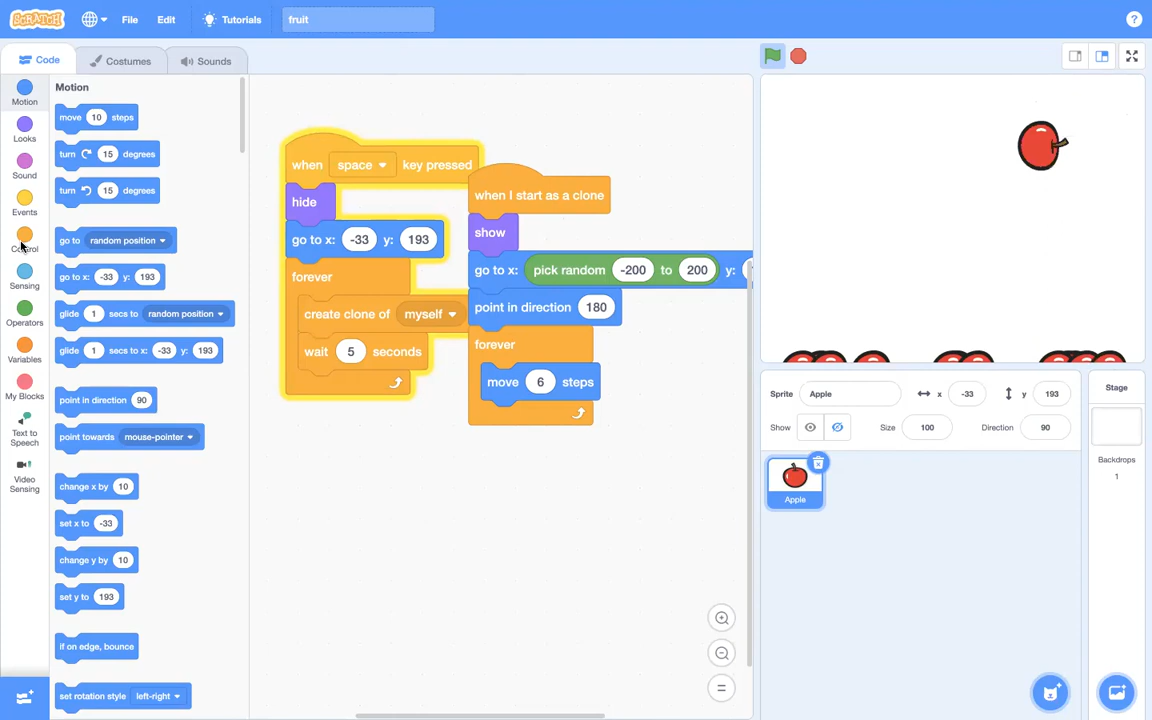 SCRATCH File Edit Tutorials fruit ?
Code Costumes Sounds
Motion
Looks
Sound
Events
Control
Sensing
Operators
Variables
My Blocks
Text to
Speech
Video
Sensing
Motion
move 10 steps
turn 15 degrees
turn 15 degrees
go to random position
go to x: -33 y: 193
glide 1 secs to random position
glide 1 secs to x: -33 y: 193
point in direction 90
point towards mouse-pointer
change x by 10
set x to -33
change y by 10
set y to 193
if on edge, bounce
set rotation style left-right
when space key pressed
hide
go to x: -33 y: 193
forever
create clone of myself
wait 5 seconds
when I start as a clone
show
go to x: pick random -200 to 200 y:
point in direction 180
forever
move 6 steps
Sprite Apple x -33 y 193
Show Size 100 Direction 90
Apple
Stage
Backdrops
1